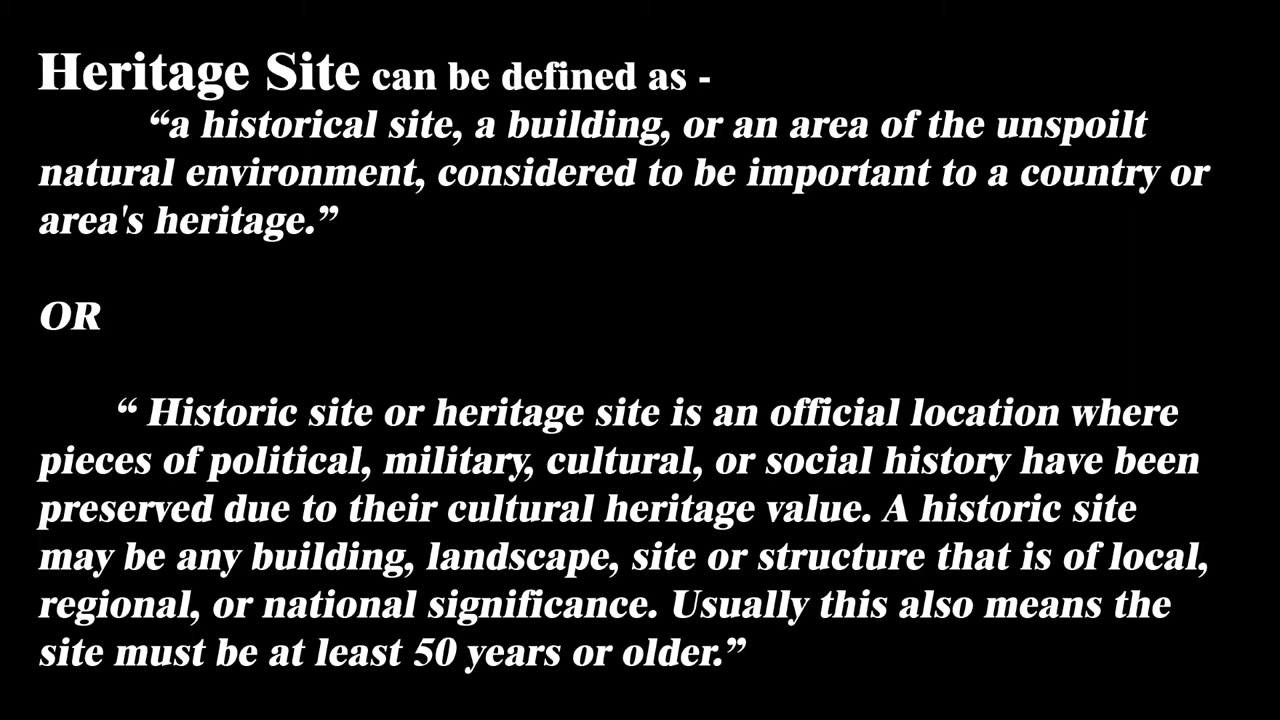 Heritage Site can be defined as -
“a historical site, a building, or an area of the unspoilt
natural environment, considered to be important to a country or
area's heritage.”
OR
“ Historic site or heritage site is an official location where
pieces of political, military, cultural, or social history have been
preserved due to their cultural heritage value. A historic site
may be any building, landscape, site or structure that is of local,
regional, or national significance. Usually this also means the
site must be at least 50 years or older.”